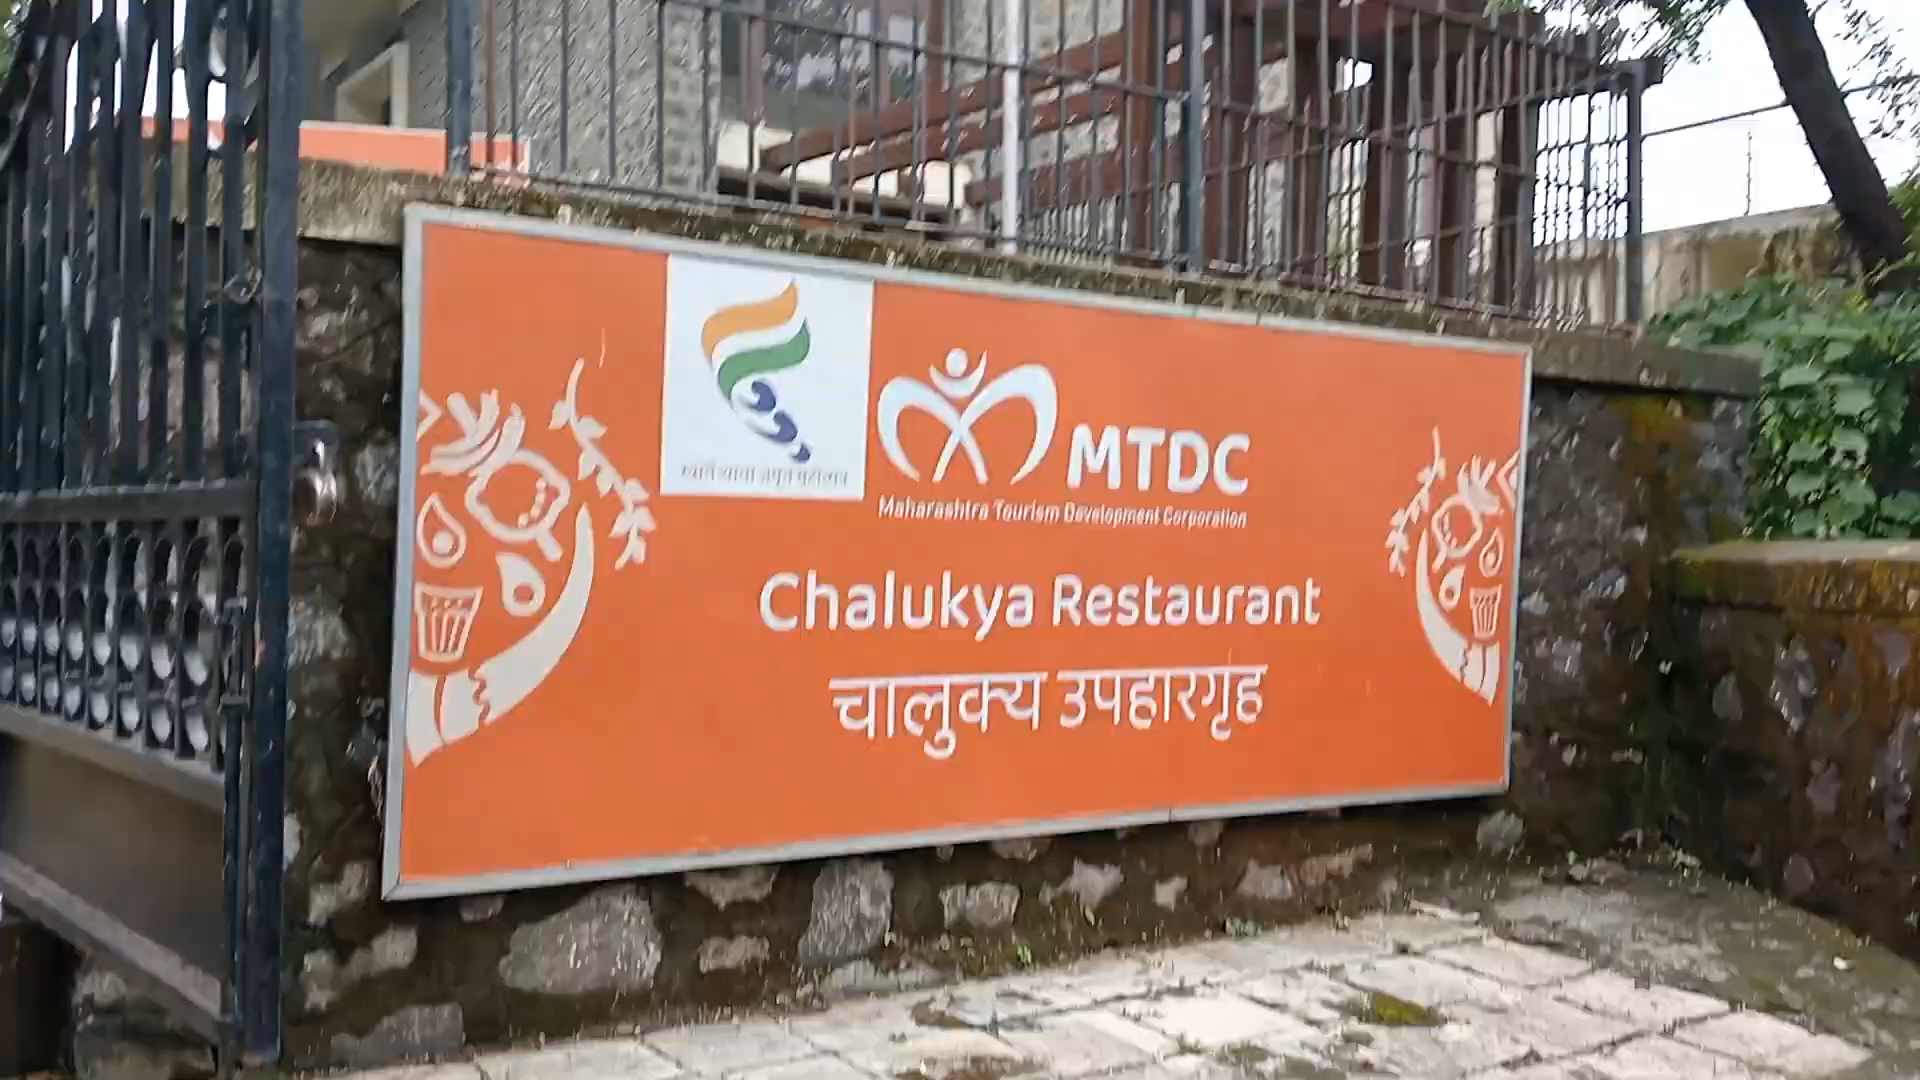 MTDC
Maharashtra Tourism Development Corporation
Chalukya Restaurant
चालुक्य उपहारगृह